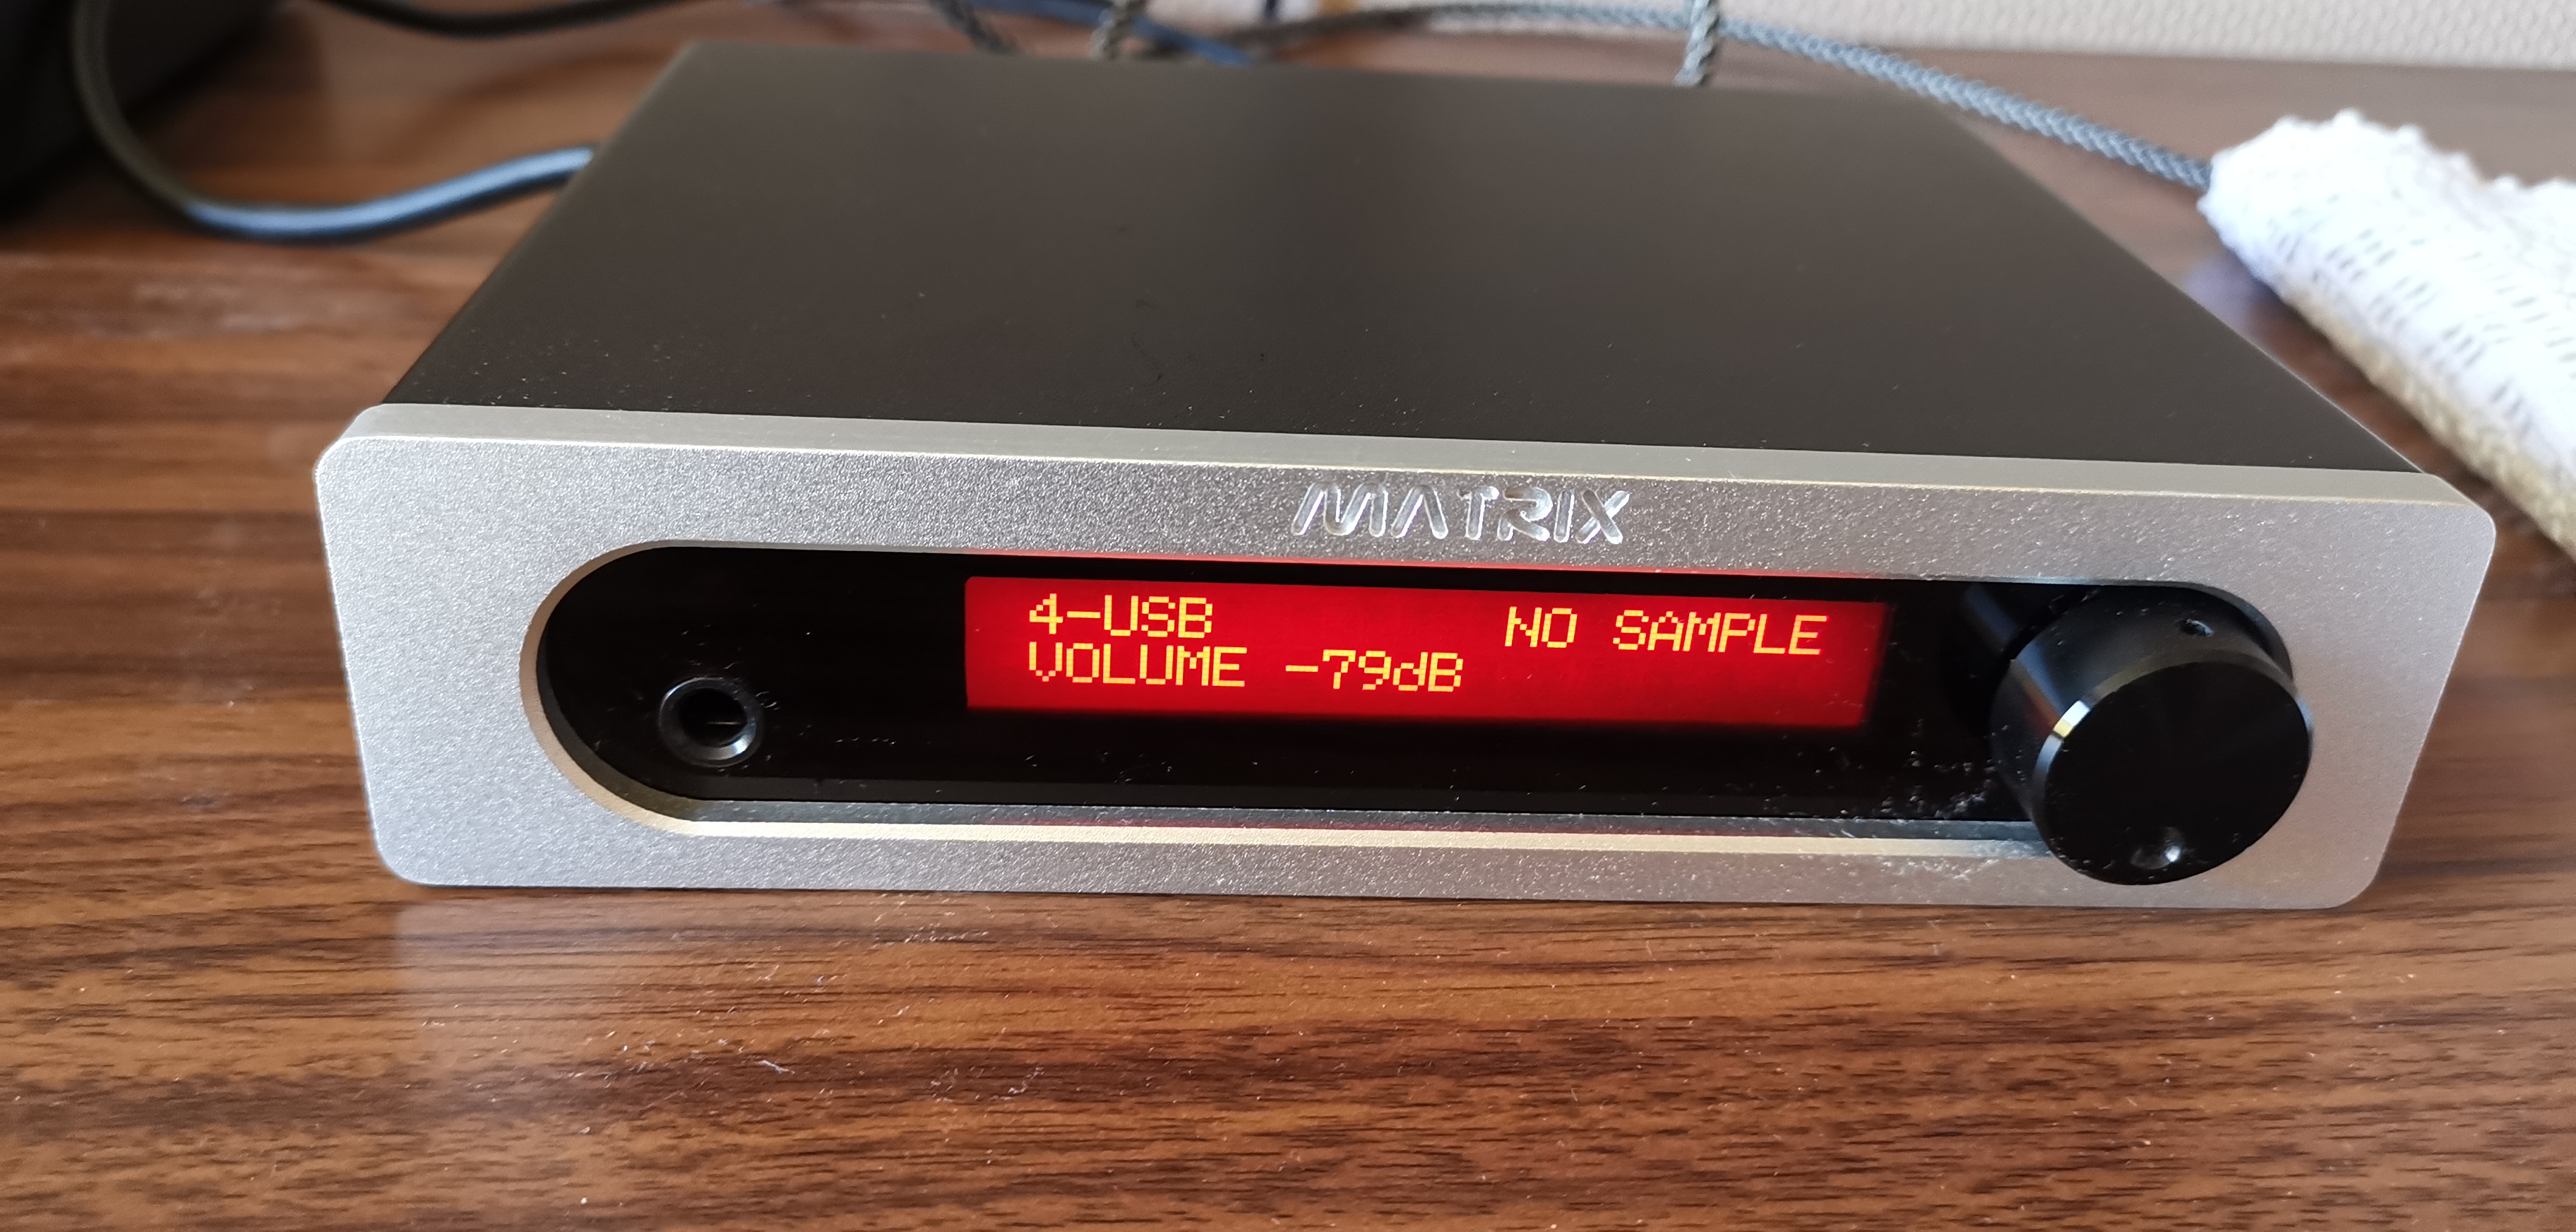 MATRIX
4-USB NO SAMPLE
VOLUME -79dB